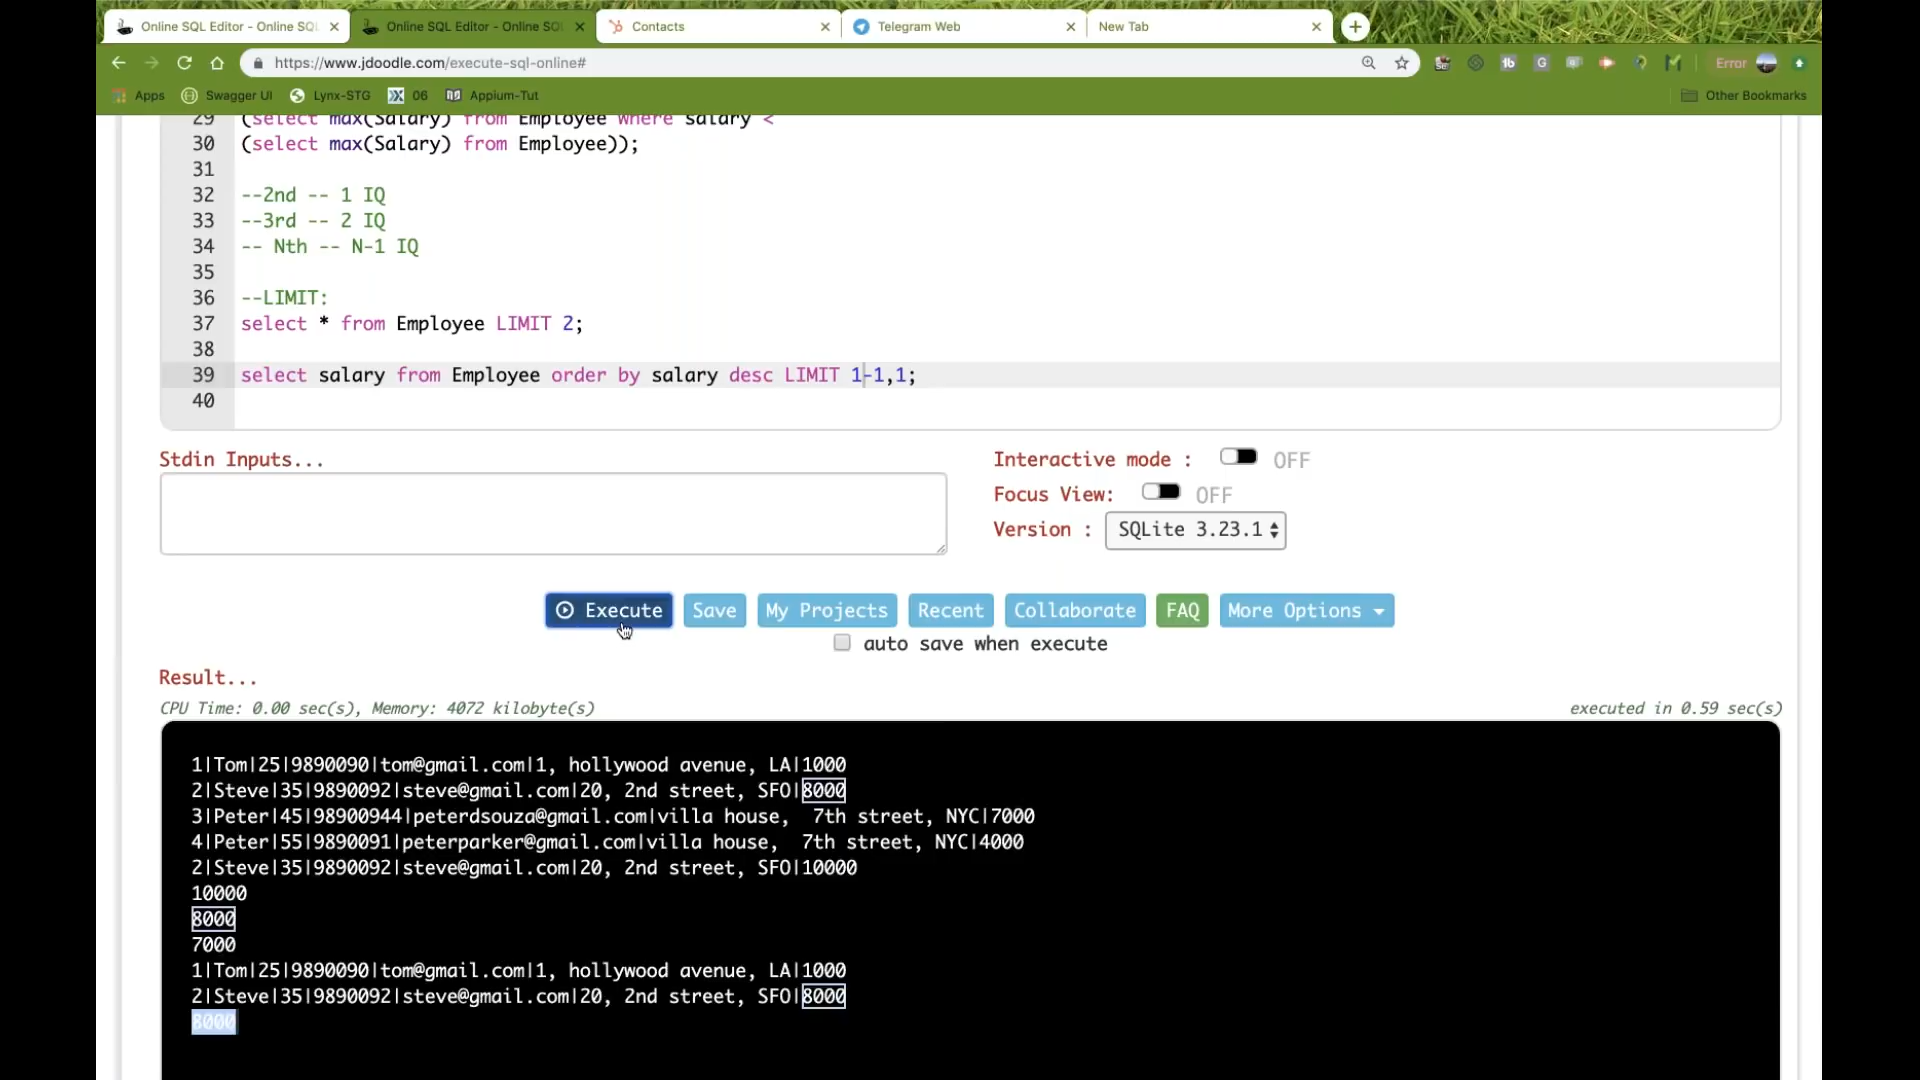 Online SQL Editor - Online SQL
Online SQL Editor - Online SQ
Contacts
Telegram Web
New Tab
https://www.jdoodle.com/execute-sql-online#
Error
Apps
Swagger UI
Lynx-STG
06
Appium-Tut
Other Bookmarks
29 (select max(Salary) from Employee where salary <
30 (select max(Salary) from Employee));
31
32 --2nd -- 1 IQ
33 --3rd -- 2 IQ
34 -- Nth -- N-1 IQ
35
36 --LIMIT:
37 select * from Employee LIMIT 2;
38
39 select salary from Employee order by salary desc LIMIT 1-1,1;
40
Stdin Inputs...
Interactive mode : OFF
Focus View: OFF
Version : SQLite 3.23.1
Execute
Save
My Projects
Recent
Collaborate
FAQ
More Options
auto save when execute
Result...
CPU Time: 0.00 sec(s), Memory: 4072 kilobyte(s)
executed in 0.59 sec(s)
1|Tom|25|9890090|tom@gmail.com|1, hollywood avenue, LA|1000
2|Steve|35|9890092|steve@gmail.com|20, 2nd street, SFO|8000
3|Peter|45|98900944|peterdsouza@gmail.com|villa house,  7th street, NYC|7000
4|Peter|55|9890091|peterparker@gmail.com|villa house,  7th street, NYC|4000
2|Steve|35|9890092|steve@gmail.com|20, 2nd street, SFO|10000
10000
8000
7000
1|Tom|25|9890090|tom@gmail.com|1, hollywood avenue, LA|1000
2|Steve|35|9890092|steve@gmail.com|20, 2nd street, SFO|8000
8000